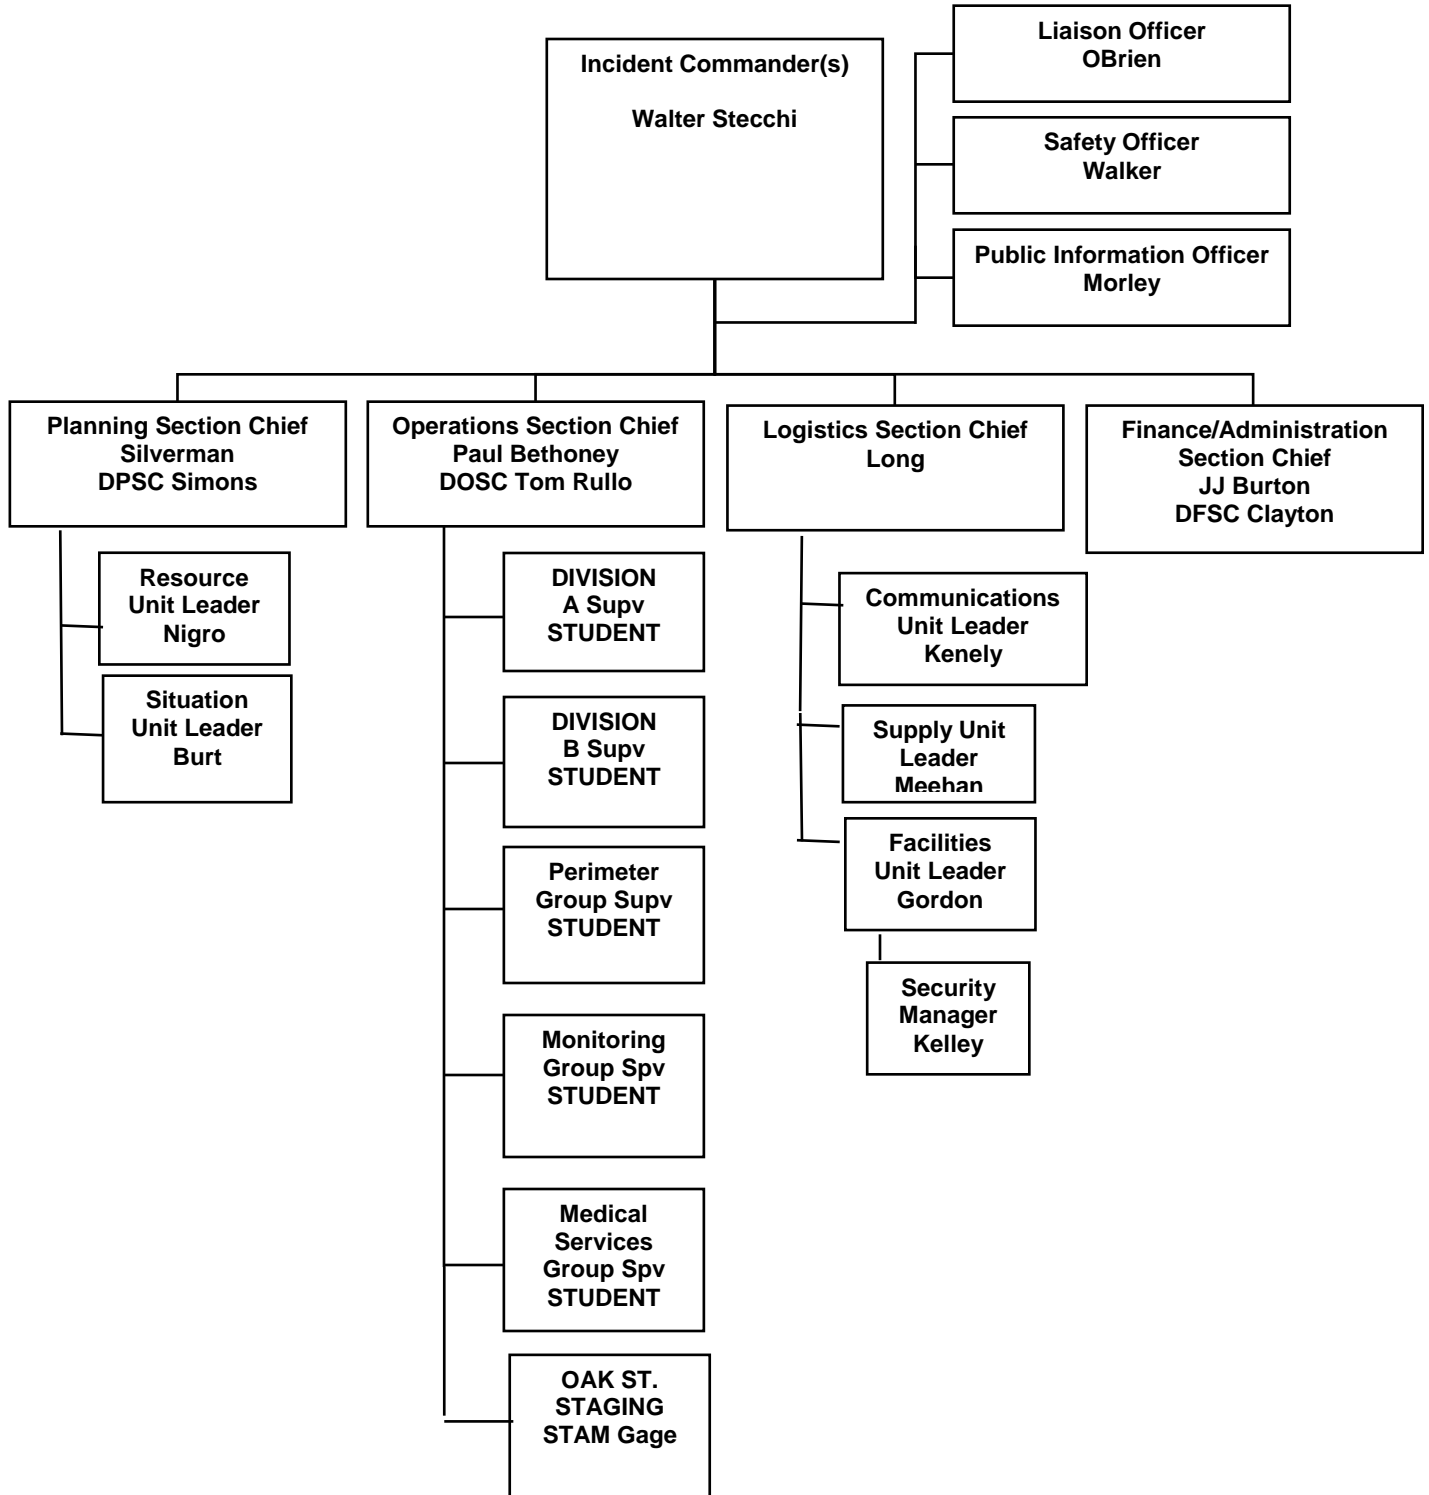 Incident Commander(s)
Walter Stecchi
Liaison Officer
OBrien
Safety Officer
Walker
Public Information Officer
Morley
Planning Section Chief
Silverman
DPSC Simons
Operations Section Chief
Paul Bethoney
DOSC Tom Rullo
Logistics Section Chief
Long
Finance/Administration
Section Chief
JJ Burton
DFSC Clayton
Resource
Unit Leader
Nigro
Situation
Unit Leader
Burt
DIVISION
A Supv
STUDENT
DIVISION
B Supv
STUDENT
Perimeter
Group Supv
STUDENT
Monitoring
Group Spv
STUDENT
Medical
Services
Group Spv
STUDENT
OAK ST.
STAGING
STAM Gage
Communications
Unit Leader
Kenely
Supply Unit
Leader
Meehan
Facilities
Unit Leader
Gordon
Security
Manager
Kelley